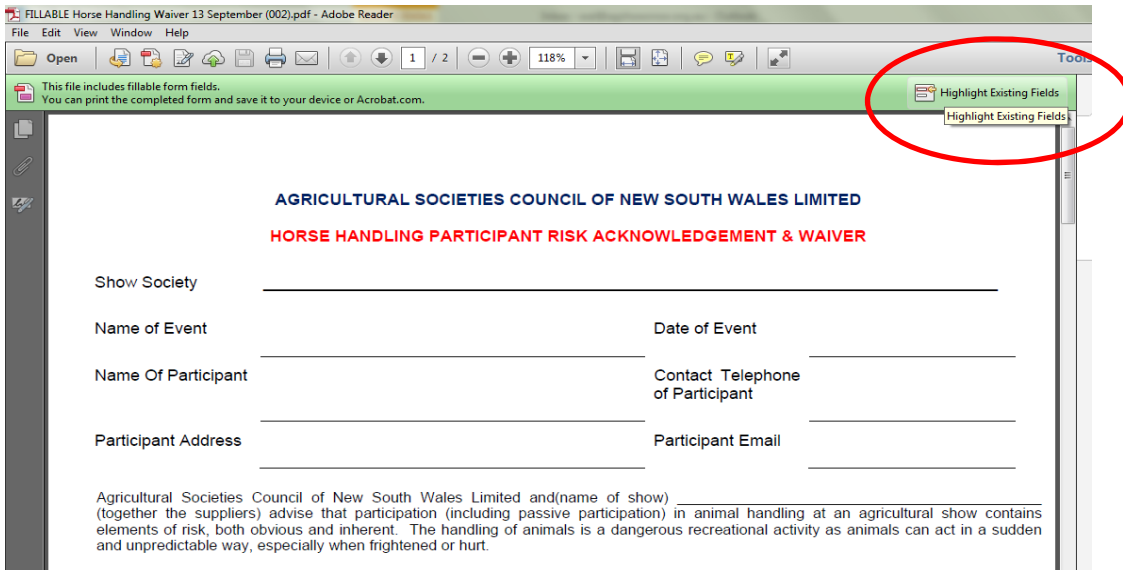 FILLABLE Horse Handling Waiver 13 September (002).pdf - Adobe Reader
File Edit View Window Help
Open 1 / 2 118% Tools
This file includes fillable form fields.
You can print the completed form and save it to your device or Acrobat.com.
Highlight Existing Fields
Highlight Existing Fields
AGRICULTURAL SOCIETIES COUNCIL OF NEW SOUTH WALES LIMITED
HORSE HANDLING PARTICIPANT RISK ACKNOWLEDGEMENT & WAIVER
Show Society
Name of Event Date of Event
Name Of Participant Contact Telephone
of Participant
Participant Address Participant Email
Agricultural Societies Council of New South Wales Limited and(name of show)
(together the suppliers) advise that participation (including passive participation) in animal handling at an agricultural show contains
elements of risk, both obvious and inherent. The handling of animals is a dangerous recreational activity as animals can act in a sudden
and unpredictable way, especially when frightened or hurt.